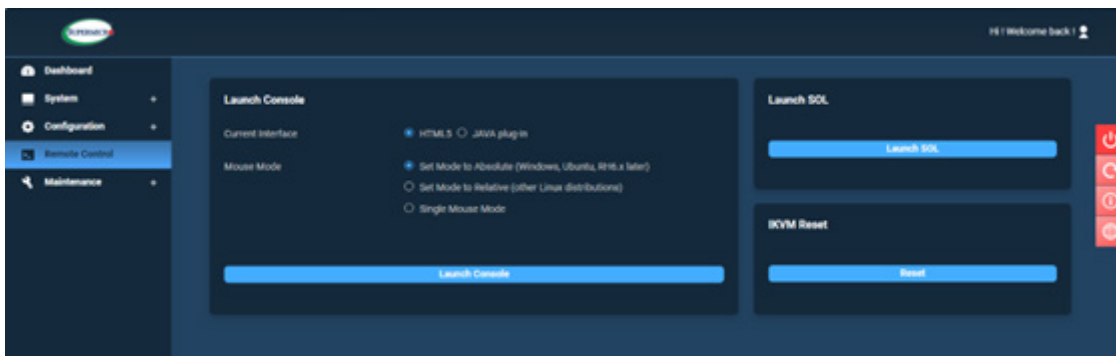 SUPERMICR
Hi ! Welcome back !
Dashboard
System +
Configuration +
Remote Control
Maintenance +
Launch Console
Current Interface
HTML5 JAVA plug-in
Mouse Mode
Set Mode to Absolute (Windows, Ubuntu, RH6.x later)
Set Mode to Relative (other Linux distributions)
Single Mouse Mode
Launch Console
Launch SOL
Launch SOL
IKVM Reset
Reset